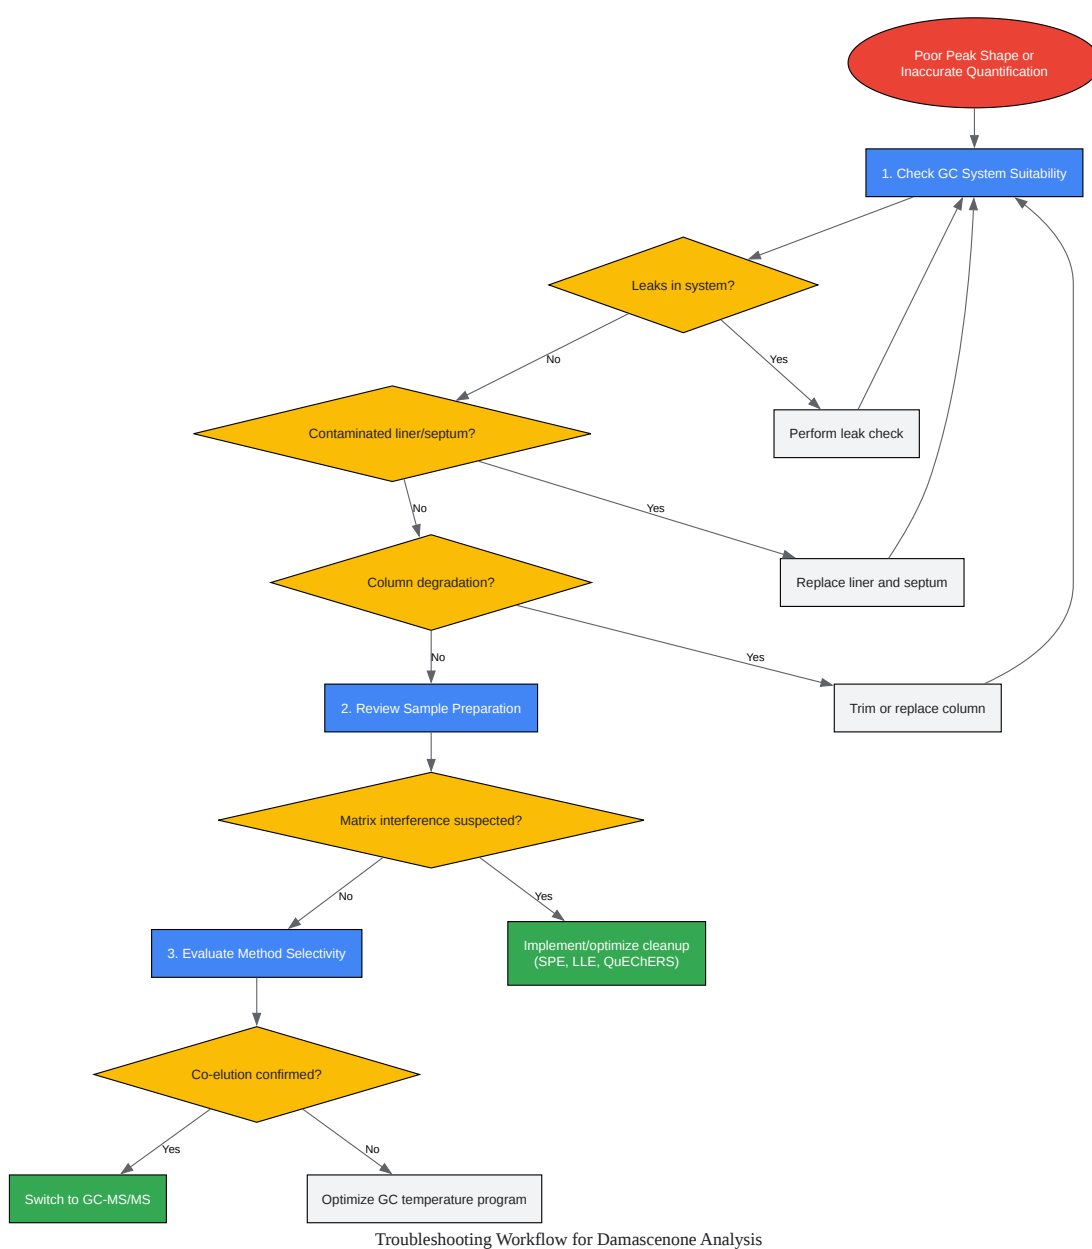 Poor Peak Shape or
Inaccurate Quantification
1. Check GC System Suitability
Leaks in system?
No
Yes
Contaminated liner/septum?
Perform leak check
No
Yes
Column degradation?
Replace liner and septum
No
Yes
2. Review Sample Preparation
Trim or replace column
Matrix interference suspected?
No
Yes
3. Evaluate Method Selectivity
Implement/optimize cleanup
(SPE, LLE, QuEChERS)
Co-elution confirmed?
Yes
No
Switch to GC-MS/MS
Optimize GC temperature program
Troubleshooting Workflow for Damascenone Analysis